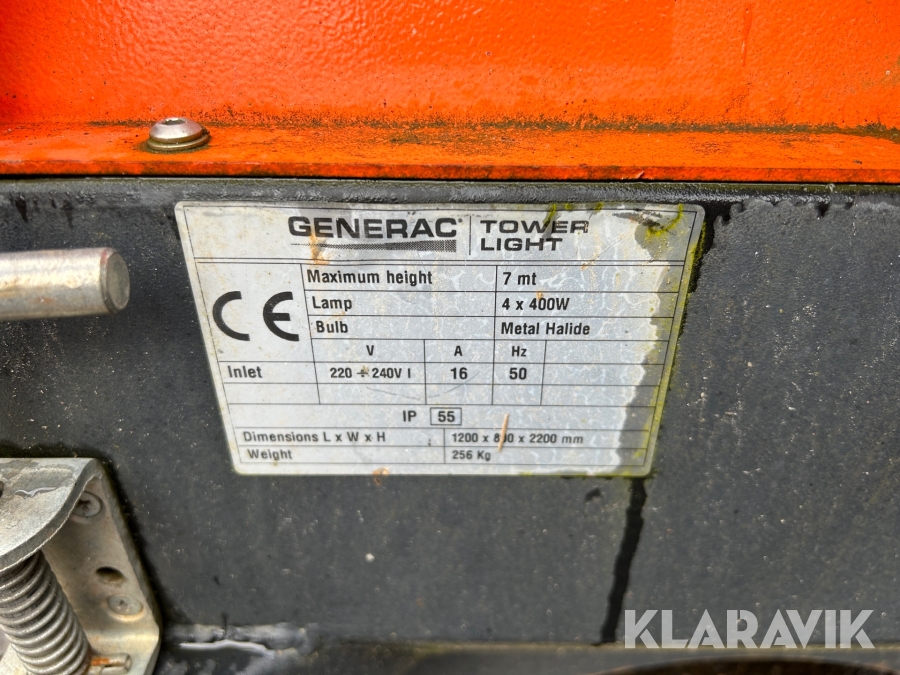 GENERAC® TOWER LIGHT
CE
Maximum height 7 mt
Lamp 4 x 400W
Bulb Metal Halide
V A Hz
Inlet 220 ÷ 240V I 16 50
IP 55
Dimensions L x W x H 1200 x 800 x 2200 mm
Weight 256 Kg
KLARAVIK